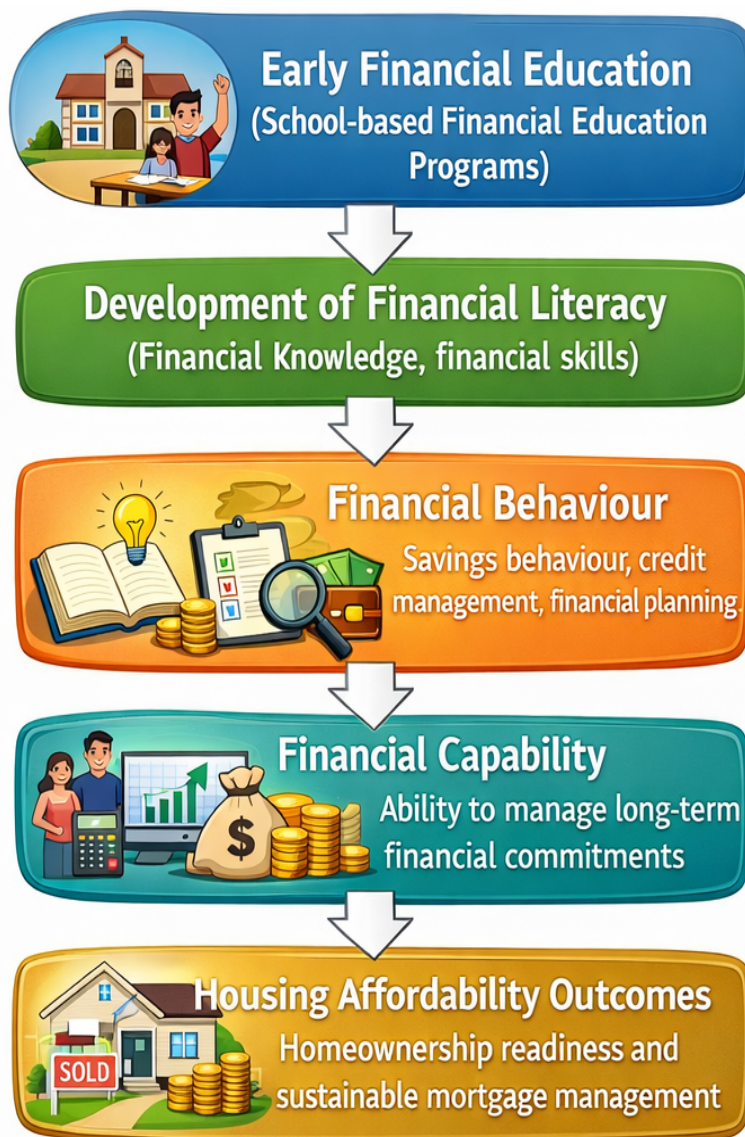 Early Financial Education
(School-based Financial Education
Programs)
Development of Financial Literacy
(Financial Knowledge, financial skills)
Financial Behaviour
Savings behaviour, credit
management, financial planning.
Financial Capability
$
Ability to manage long-term
financial commitments
Housing Affordability Outcomes
SOLD
Homeownership readiness and
sustainable mortgage management